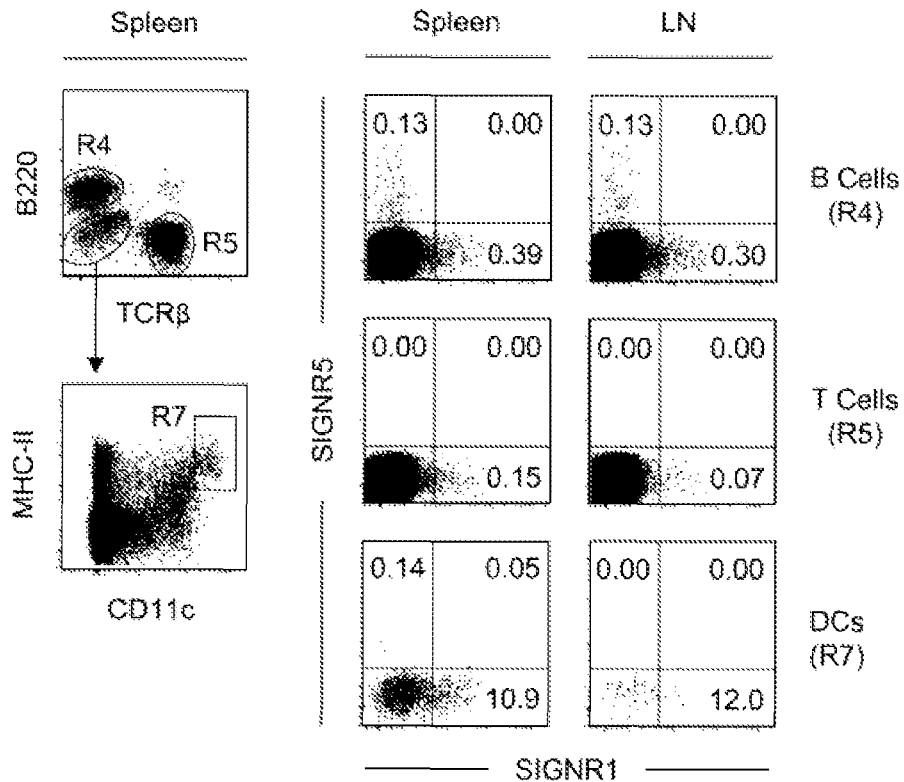 Spleen
Spleen
LN
B220
R4
R5
TCRβ
MHC-II
R7
CD11c
SIGNR5
0.13
0.00
0.39
0.13
0.00
0.30
B Cells
(R4)
0.00
0.00
0.15
0.00
0.00
0.07
T Cells
(R5)
0.14
0.05
10.9
0.00
0.00
12.0
DCs
(R7)
SIGNR1